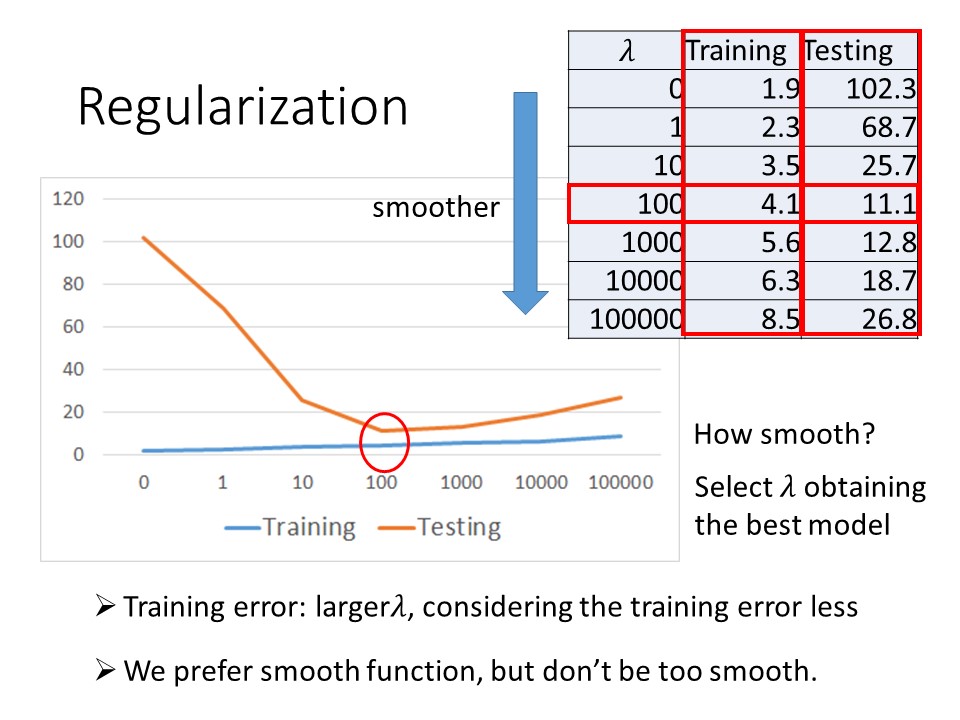 Regularization
smoother
𝜆 Training Testing
0 1.9 102.3
1 2.3 68.7
10 3.5 25.7
100 4.1 11.1
1000 5.6 12.8
10000 6.3 18.7
100000 8.5 26.8
120
100
80
60
40
20
0
0 1 10 100 1000 10000 100000
Training Testing
How smooth?
Select 𝜆 obtaining
the best model
➢ Training error: larger𝜆, considering the training error less
➢ We prefer smooth function, but don’t be too smooth.